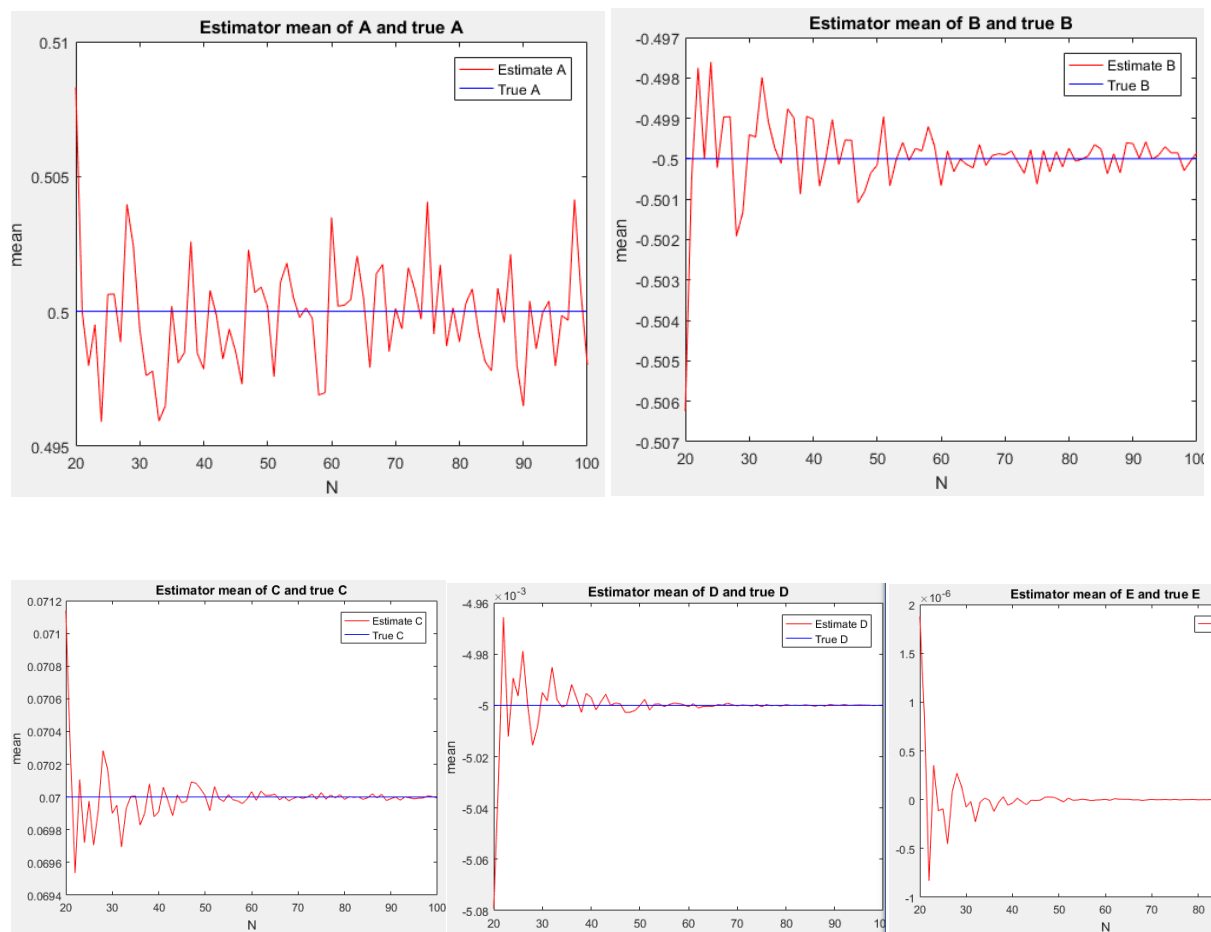 Estimator mean of A and true A
0.51
0.505
0.5
0.495
mean
20 30 40 50 60 70 80 90 100
N
Estimate A
True A
Estimator mean of B and true B
-0.497
-0.498
-0.499
-0.5
-0.501
-0.502
-0.503
-0.504
-0.505
-0.506
-0.507
mean
20 30 40 50 60 70 80 90 100
N
Estimate B
True B
Estimator mean of C and true C
0.0712
0.071
0.0708
0.0706
0.0704
0.0702
0.07
0.0698
0.0696
0.0694
mean
20 30 40 50 60 70 80 90 100
N
Estimate C
True C
Estimator mean of D and true D
×10⁻³
-4.96
-4.98
-5
-5.02
-5.04
-5.06
-5.08
mean
20 30 40 50 60 70 80 90 100
N
Estimate D
True D
Estimator mean of E and true E
×10⁻⁶
2
1.5
1
0.5
0
-0.5
-1
20 30 40 50 60 70 80
N